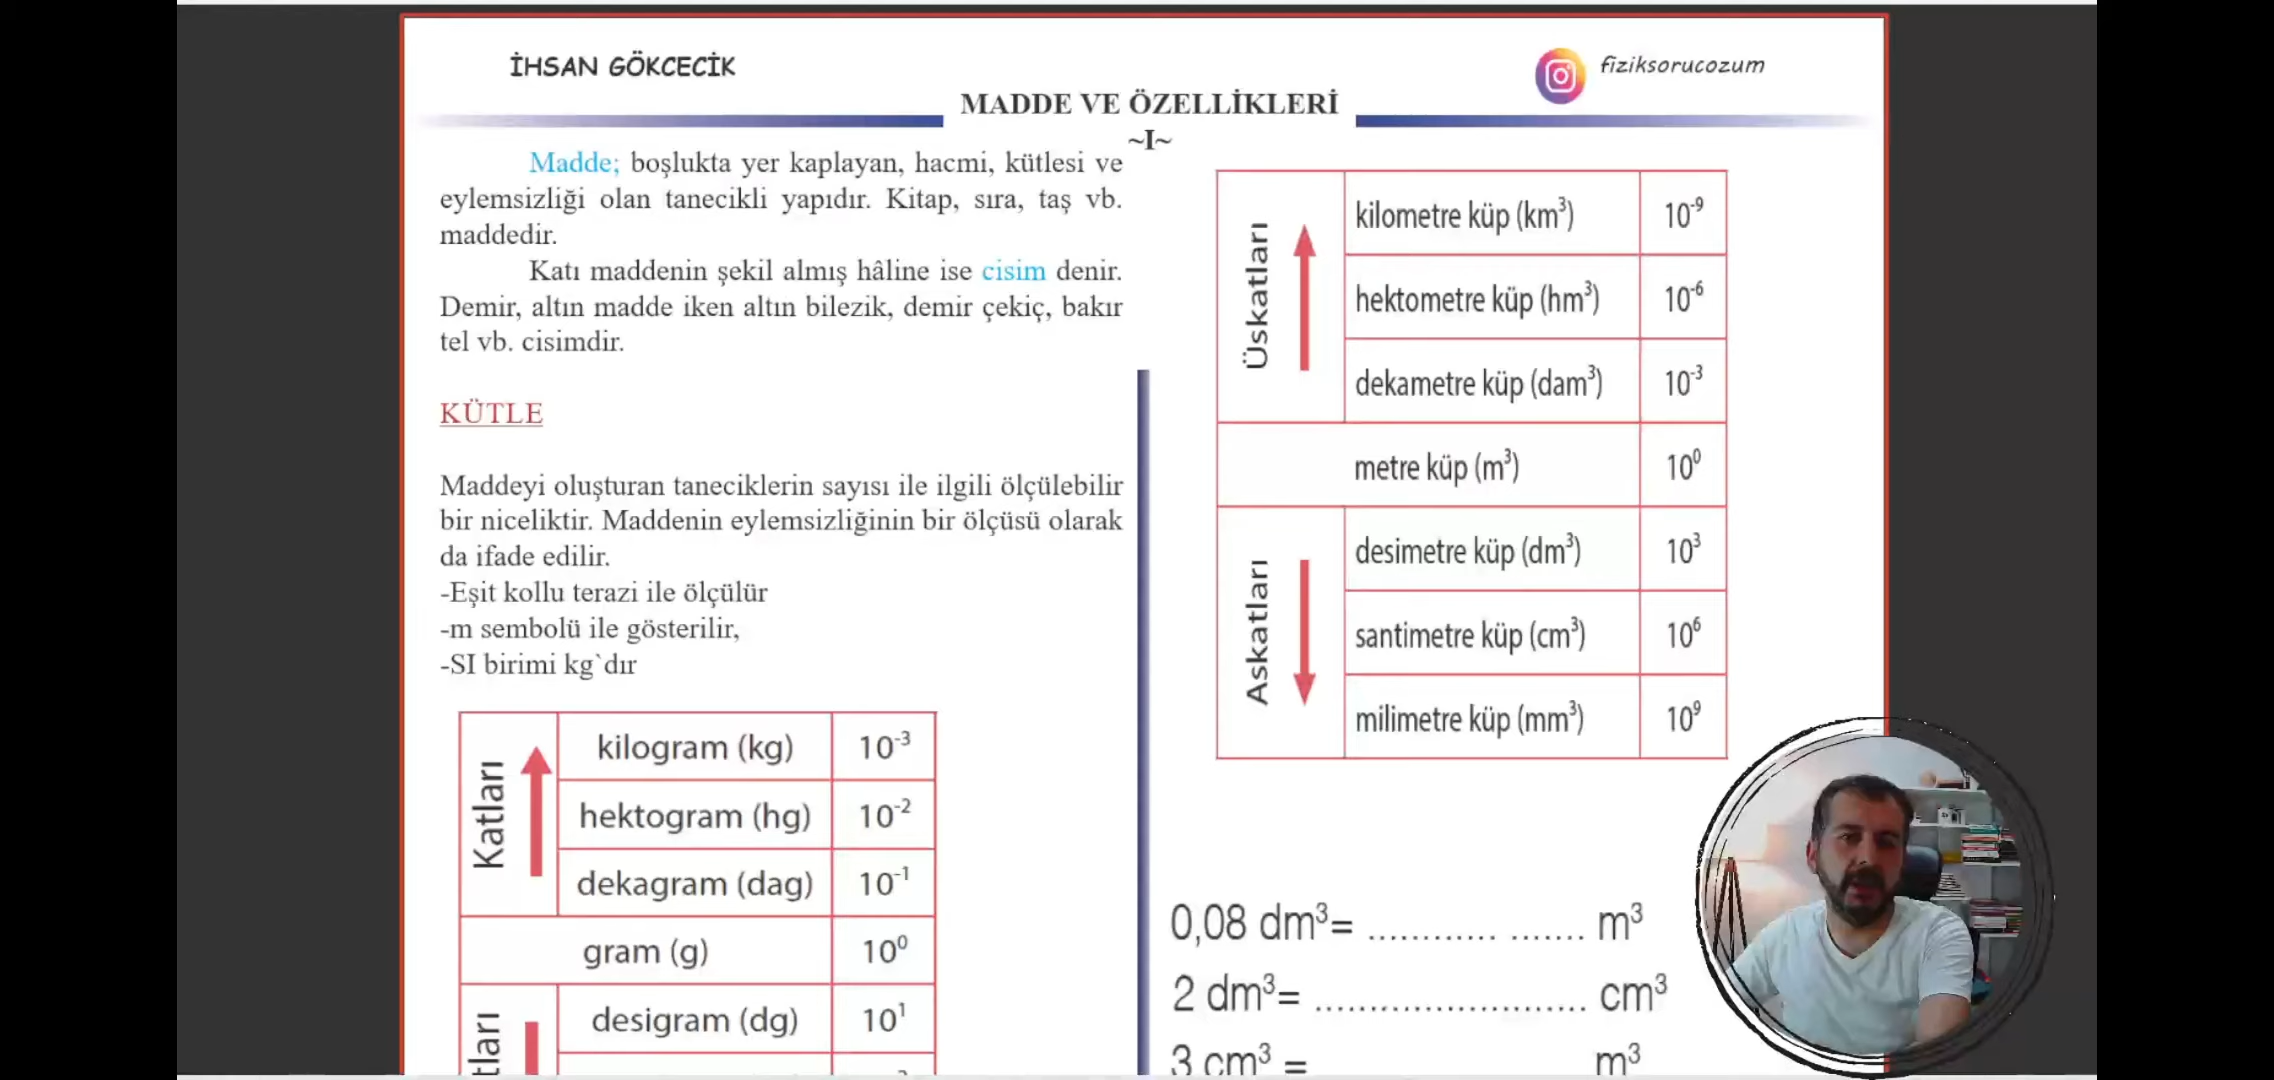 İHSAN GÖKCECİK
fiziksorucozum
MADDE VE ÖZELLİKLERİ
~I~
Madde; boşlukta yer kaplayan, hacmi, kütlesi ve
eylemsizliği olan tanecikli yapıdır. Kitap, sıra, taş vb.
maddedir.
Katı maddenin şekil almış hâline ise cisim denir.
Demir, altın madde iken altın bilezik, demir çekiç, bakır
tel vb. cisimdir.
KÜTLE
Maddeyi oluşturan taneciklerin sayısı ile ilgili ölçülebilir
bir niceliktir. Maddenin eylemsizliğinin bir ölçüsü olarak
da ifade edilir.
-Eşit kollu terazi ile ölçülür
-m sembolü ile gösterilir,
-SI birimi kg`dır
Katları
kilogram (kg) 10⁻³
hektogram (hg) 10⁻²
dekagram (dag) 10⁻¹
gram (g) 10⁰
tları
desigram (dg) 10¹
Üskatları
kilometre küp (km³) 10⁻⁹
hektometre küp (hm³) 10⁻⁶
dekametre küp (dam³) 10⁻³
metre küp (m³) 10⁰
Askatları
desimetre küp (dm³) 10³
santimetre küp (cm³) 10⁶
milimetre küp (mm³) 10⁹
0,08 dm³= ............ ....... m³
2 dm³= ......................... cm³
3 cm³ = m³